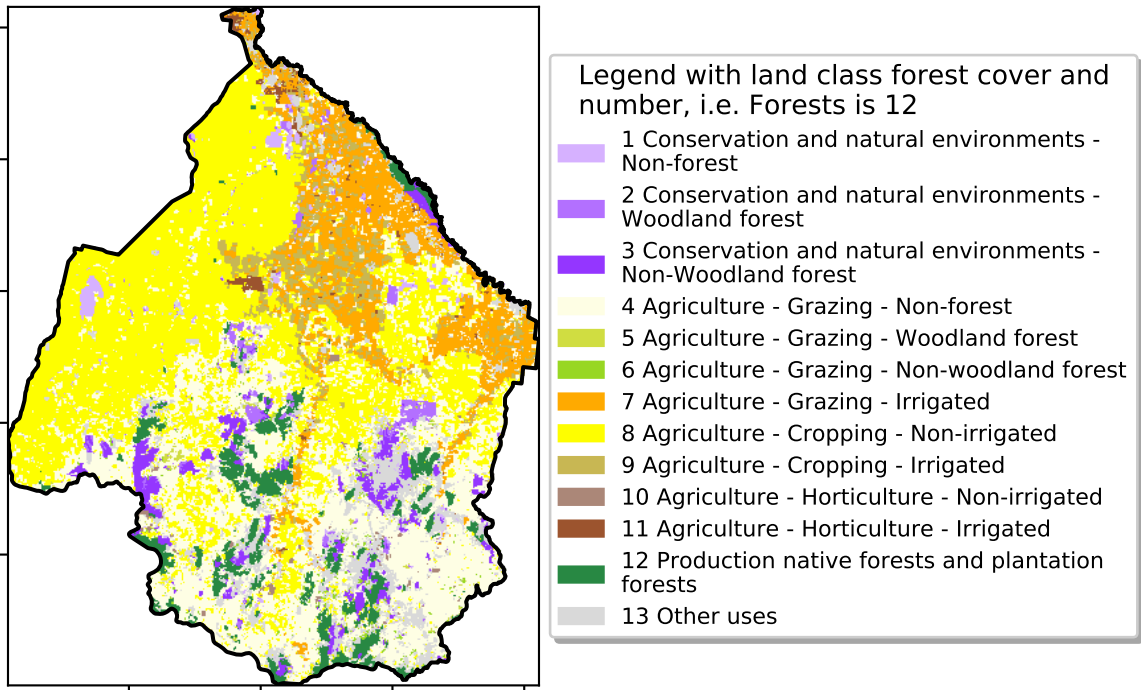 Legend with land class forest cover and
number, i.e. Forests is 12
1 Conservation and natural environments -
Non-forest
2 Conservation and natural environments -
Woodland forest
3 Conservation and natural environments -
Non-Woodland forest
4 Agriculture - Grazing - Non-forest
5 Agriculture - Grazing - Woodland forest
6 Agriculture - Grazing - Non-woodland forest
7 Agriculture - Grazing - Irrigated
8 Agriculture - Cropping - Non-irrigated
9 Agriculture - Cropping - Irrigated
10 Agriculture - Horticulture - Non-irrigated
11 Agriculture - Horticulture - Irrigated
12 Production native forests and plantation
forests
13 Other uses